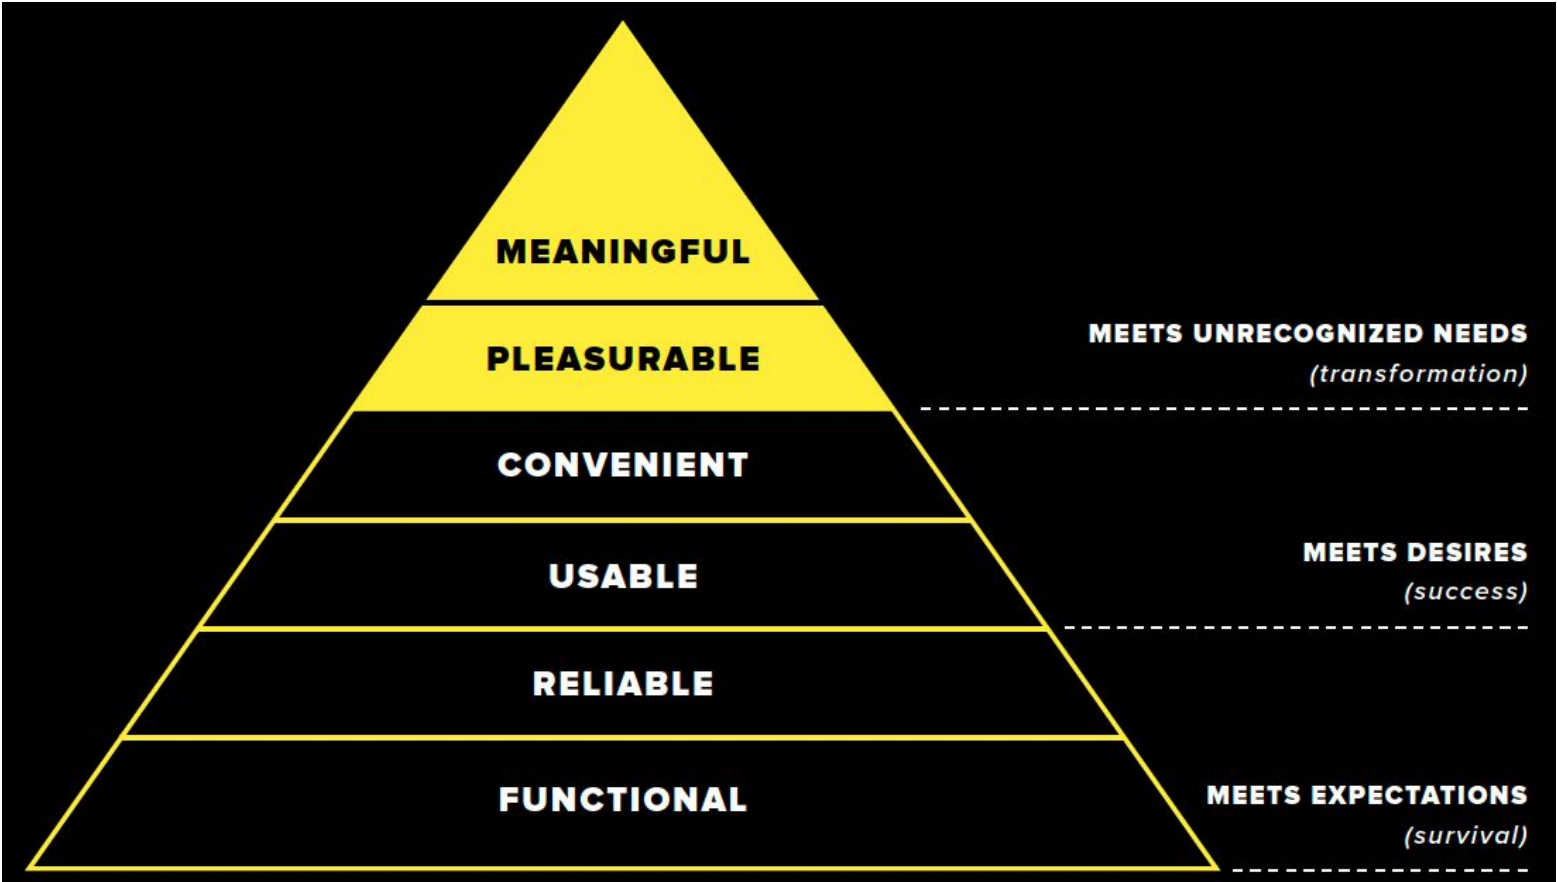 MEANINGFUL
PLEASURABLE
MEETS UNRECOGNIZED NEEDS
(transformation)
CONVENIENT
USABLE
MEETS DESIRES
(success)
RELIABLE
FUNCTIONAL
MEETS EXPECTATIONS
(survival)